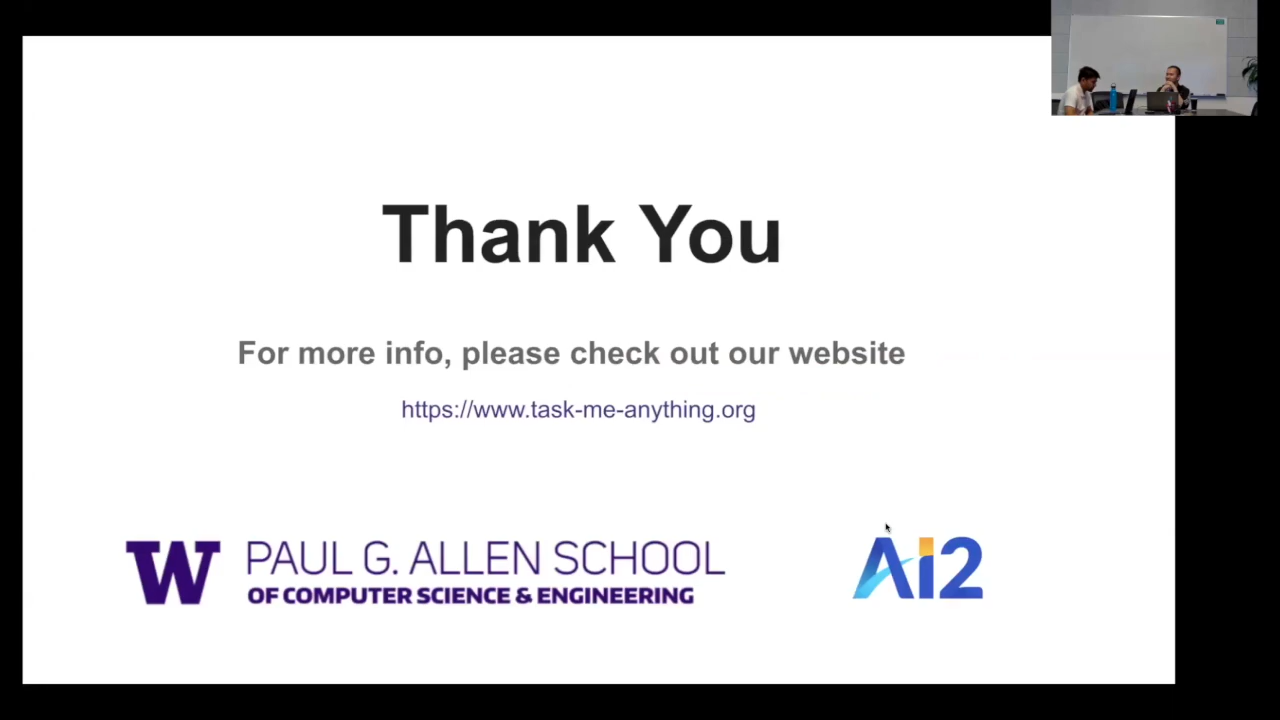 Thank You
For more info, please check out our website
https://www.task-me-anything.org
W PAUL G. ALLEN SCHOOL
OF COMPUTER SCIENCE & ENGINEERING
Ai2